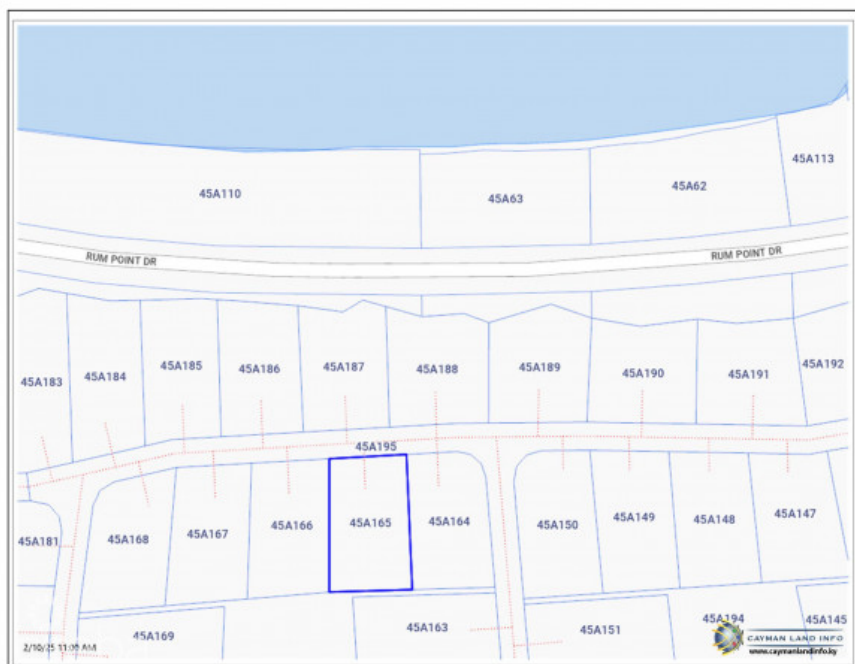 45A113
45A110
45A63
45A62
RUM POINT DR
RUM POINT DR
45A183
45A184
45A185
45A186
45A187
45A188
45A189
45A190
45A191
45A192
45A195
45A181
45A168
45A167
45A166
45A165
45A164
45A150
45A149
45A148
45A147
45A169
45A163
45A151
45A194
45A145
2/10/25 11:00 AM
CAYMAN LAND INFO
www.caymanlandinfo.ky